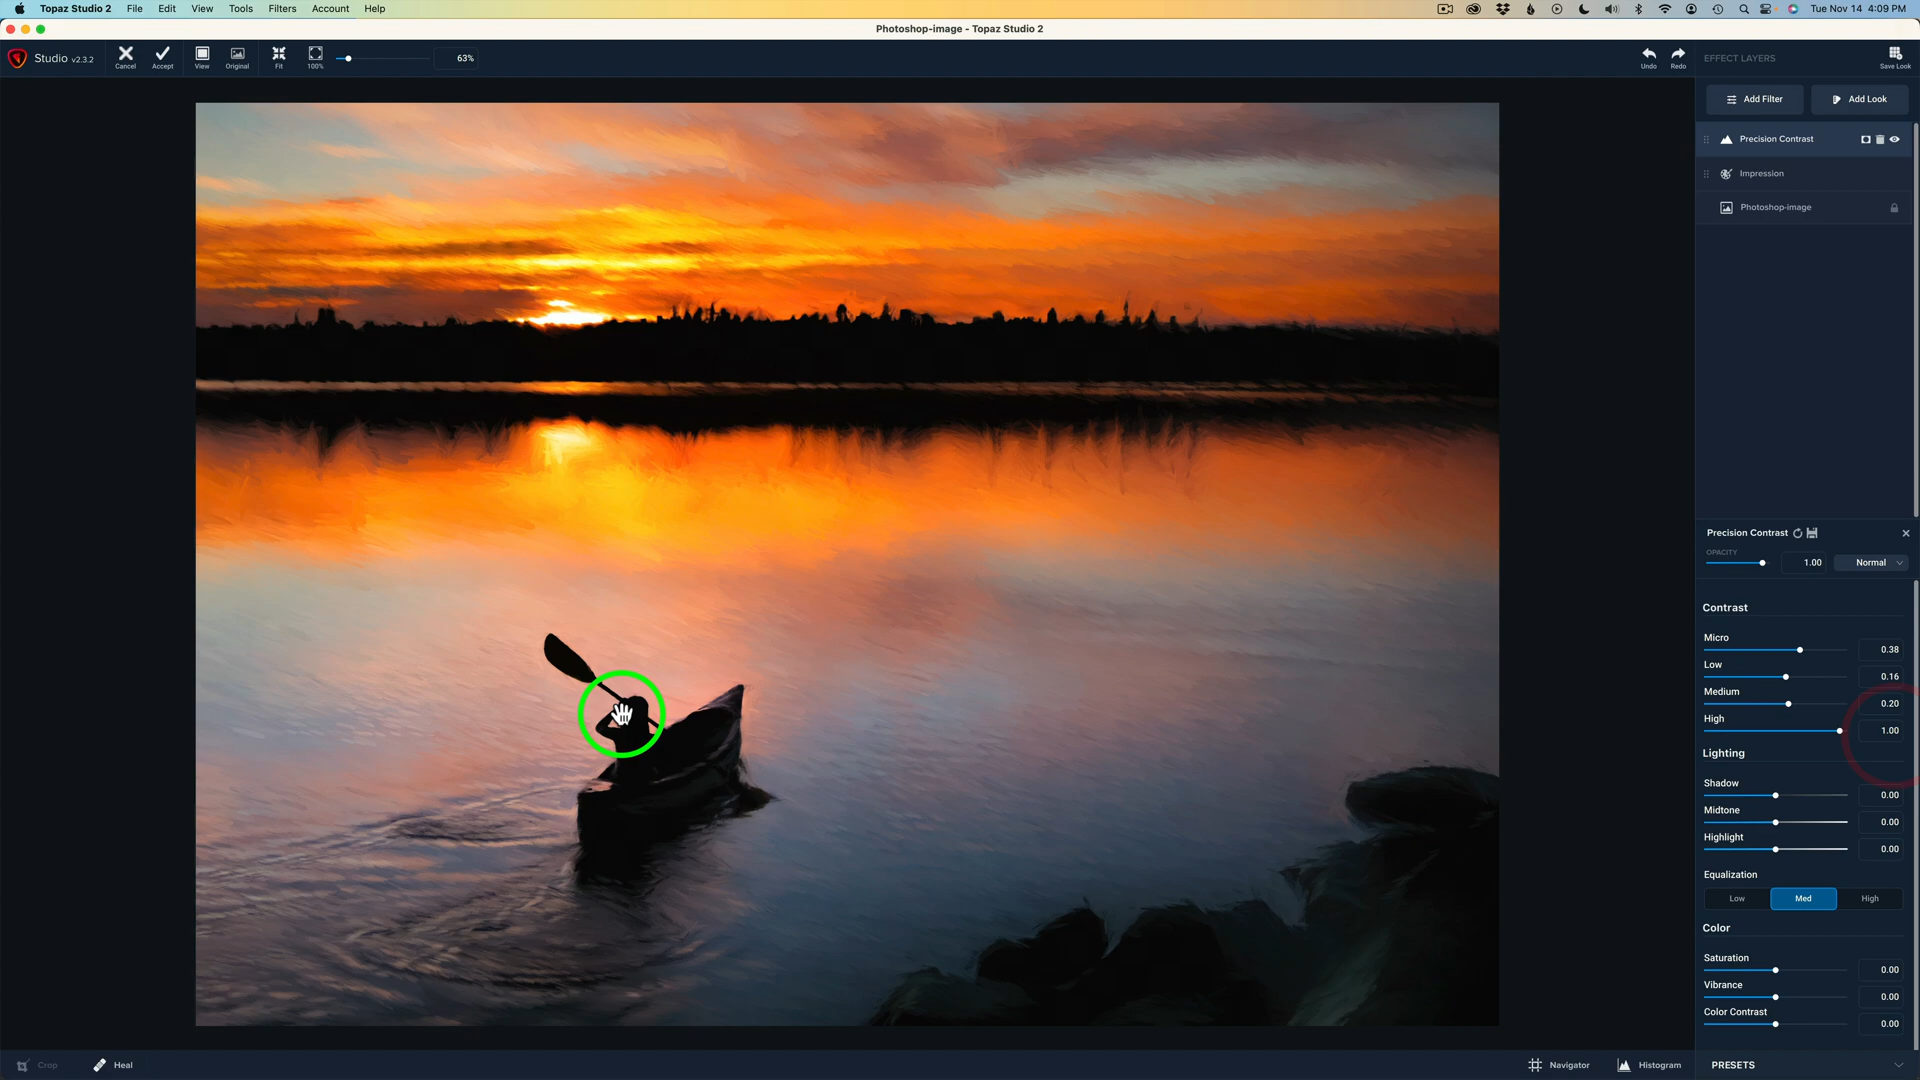 Topaz Studio 2 File Edit View Tools Filters Account Help Tue Nov 14 4:09 PM
Photoshop-image - Topaz Studio 2
Studio v2.3.2 Cancel Accept View Original Fit 100% 63% Undo Redo EFFECT LAYERS Save Look
Add Filter Add Look
Precision Contrast
Impression
Photoshop-image
Precision Contrast
OPACITY
1.00 Normal
Contrast
Micro
0.38
Low
0.16
Medium
0.20
High
1.00
Lighting
Shadow
0.00
Midtone
0.00
Highlight
0.00
Equalization
Low Med High
Color
Saturation
0.00
Vibrance
0.00
Color Contrast
0.00
Crop Heal Navigator Histogram PRESETS